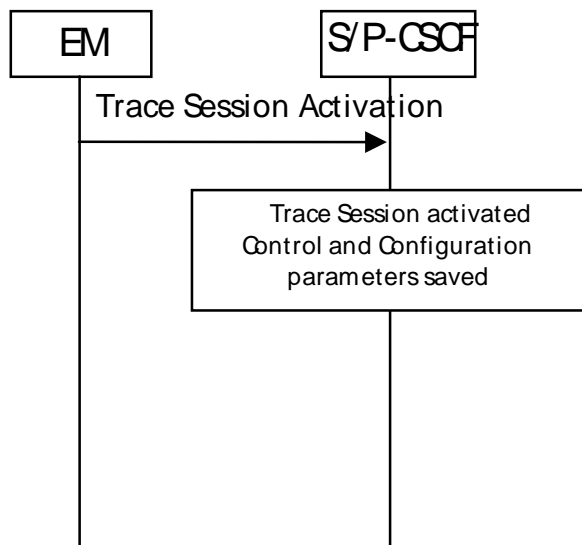 EM
S/P-CSCF
Trace Session Activation
Trace Session activated
Control and Configuration
parameters saved